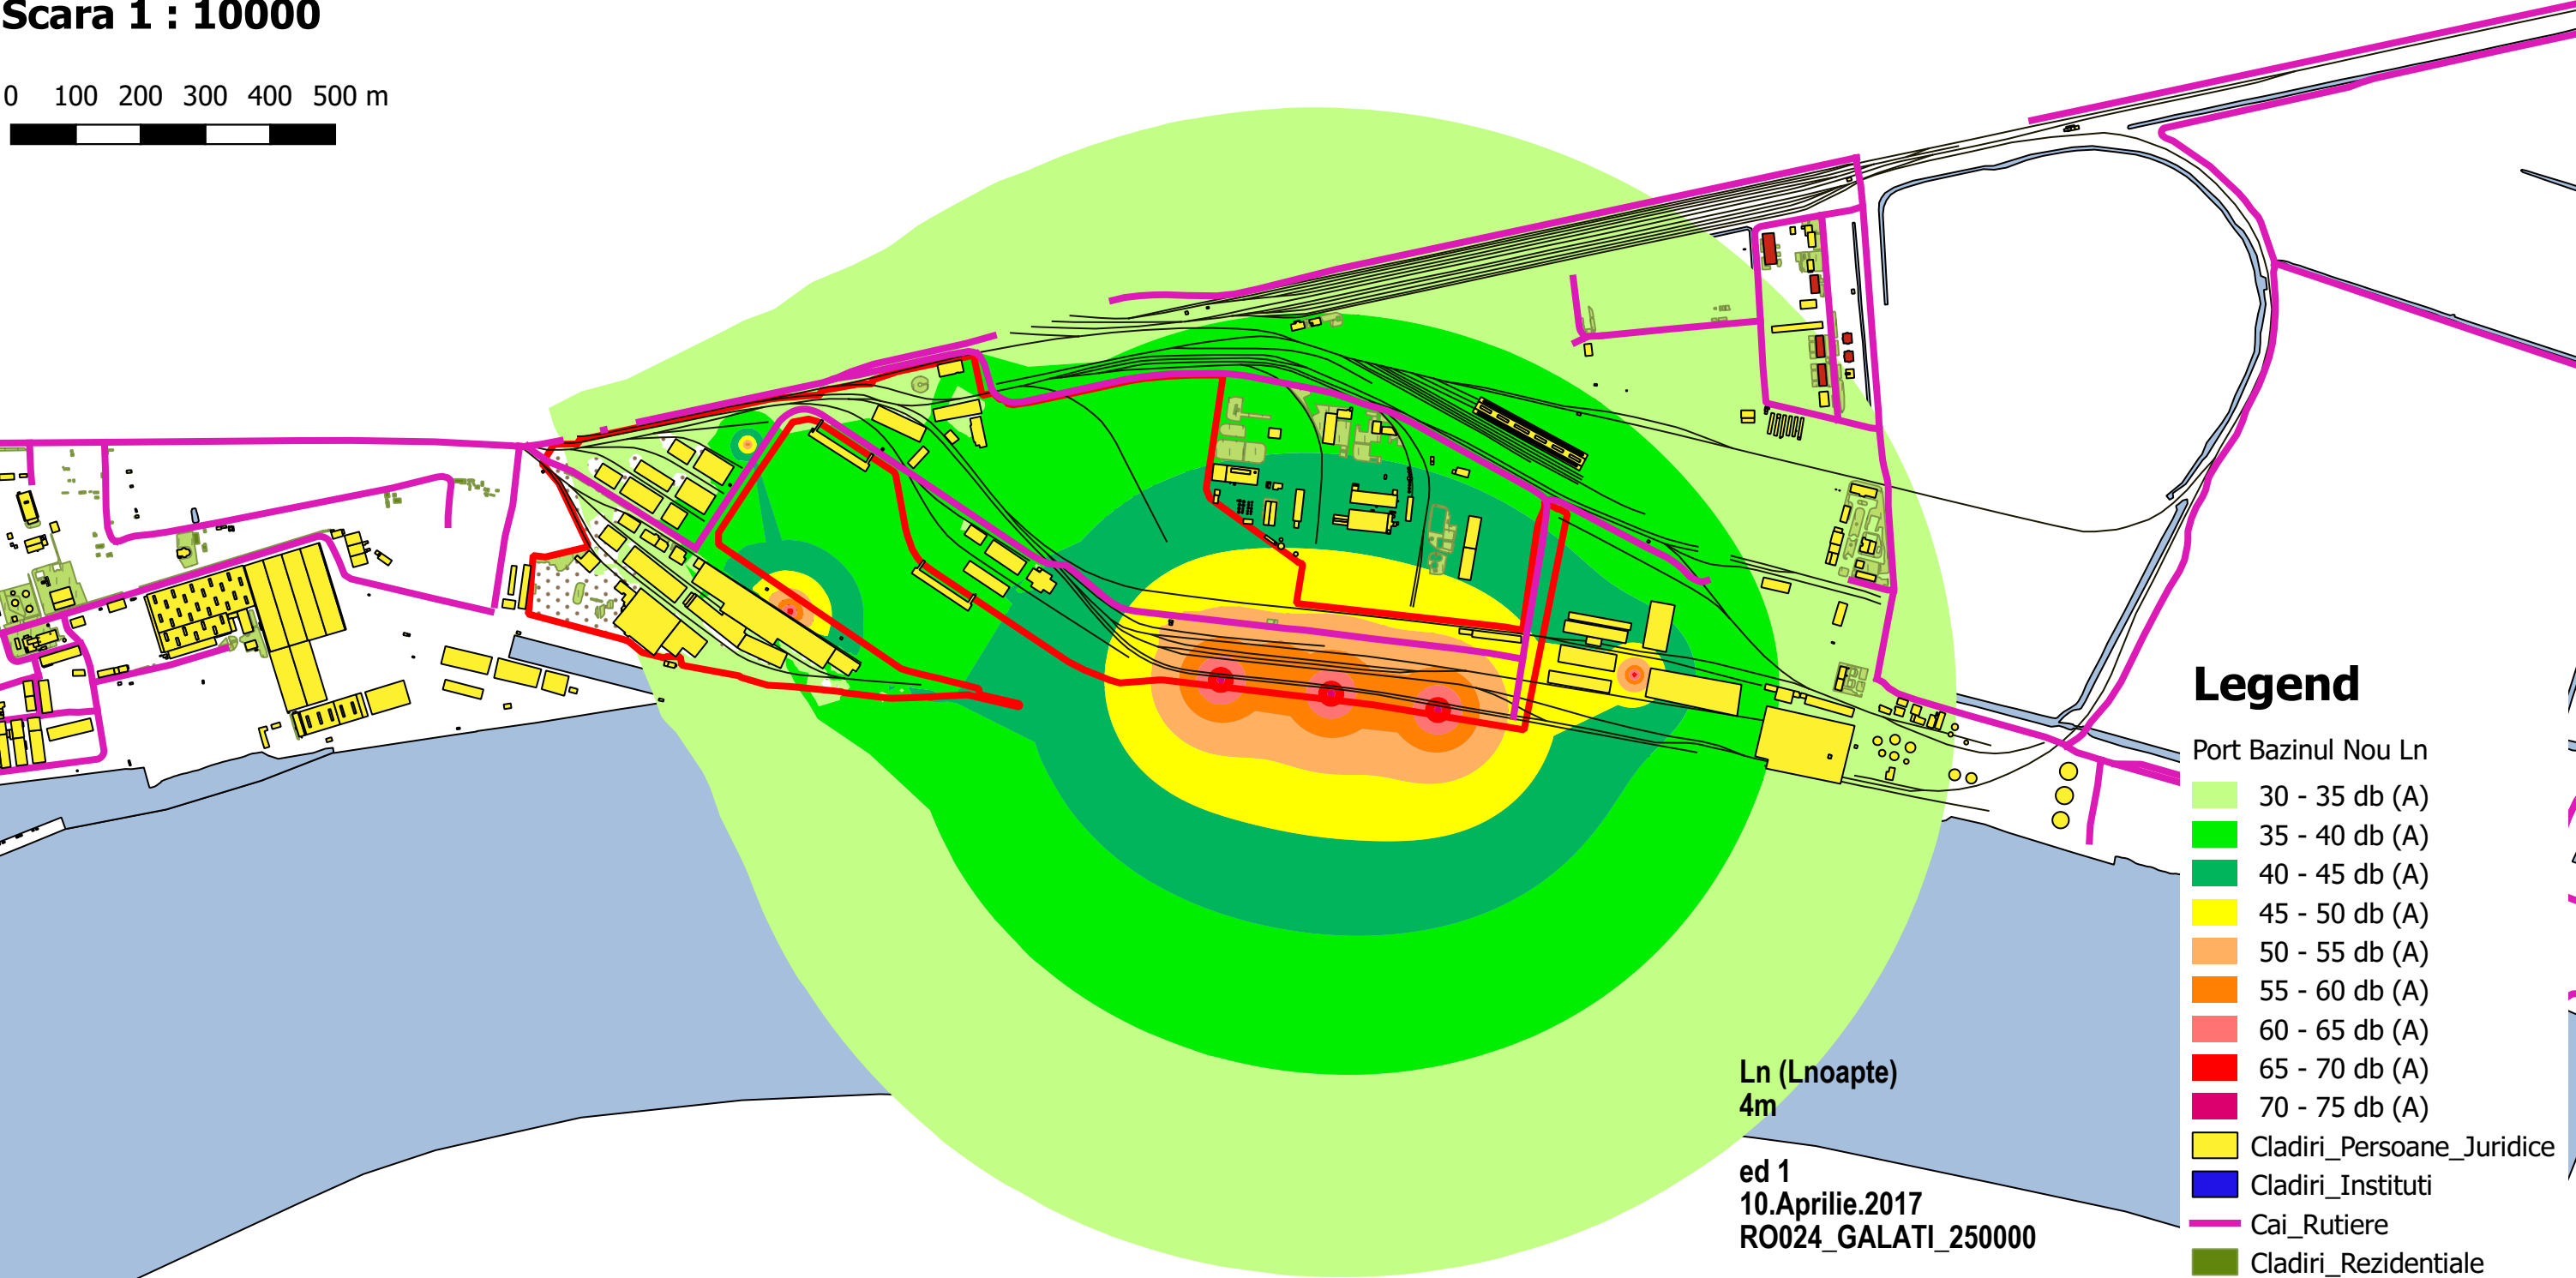 Scara 1 : 10000
0 100 200 300 400 500 m
Legend
Port Bazinul Nou Ln
30 - 35 db (A)
35 - 40 db (A)
40 - 45 db (A)
45 - 50 db (A)
50 - 55 db (A)
55 - 60 db (A)
60 - 65 db (A)
65 - 70 db (A)
70 - 75 db (A)
Cladiri_Persoane_Juridice
Cladiri_Instituti
Cai_Rutiere
Cladiri_Rezidentiale
Ln (Lnoapte)
4m
ed 1
10.Aprilie.2017
RO024_GALATI_250000